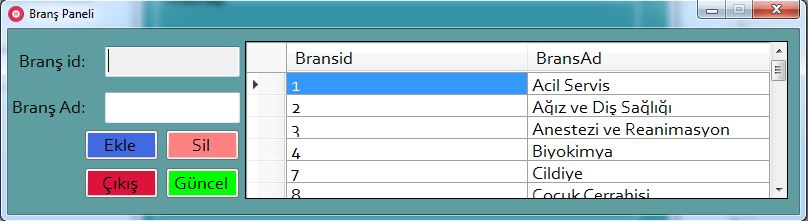 Branş Paneli
Branş id:
Branş Ad:
Ekle
Sil
Çıkış
Güncel
Bransid BransAd
1 Acil Servis
2 Ağız ve Diş Sağlığı
3 Anestezi ve Reanimasyon
4 Biyokimya
7 Cildiye
8 Çocuk Cerrahisi